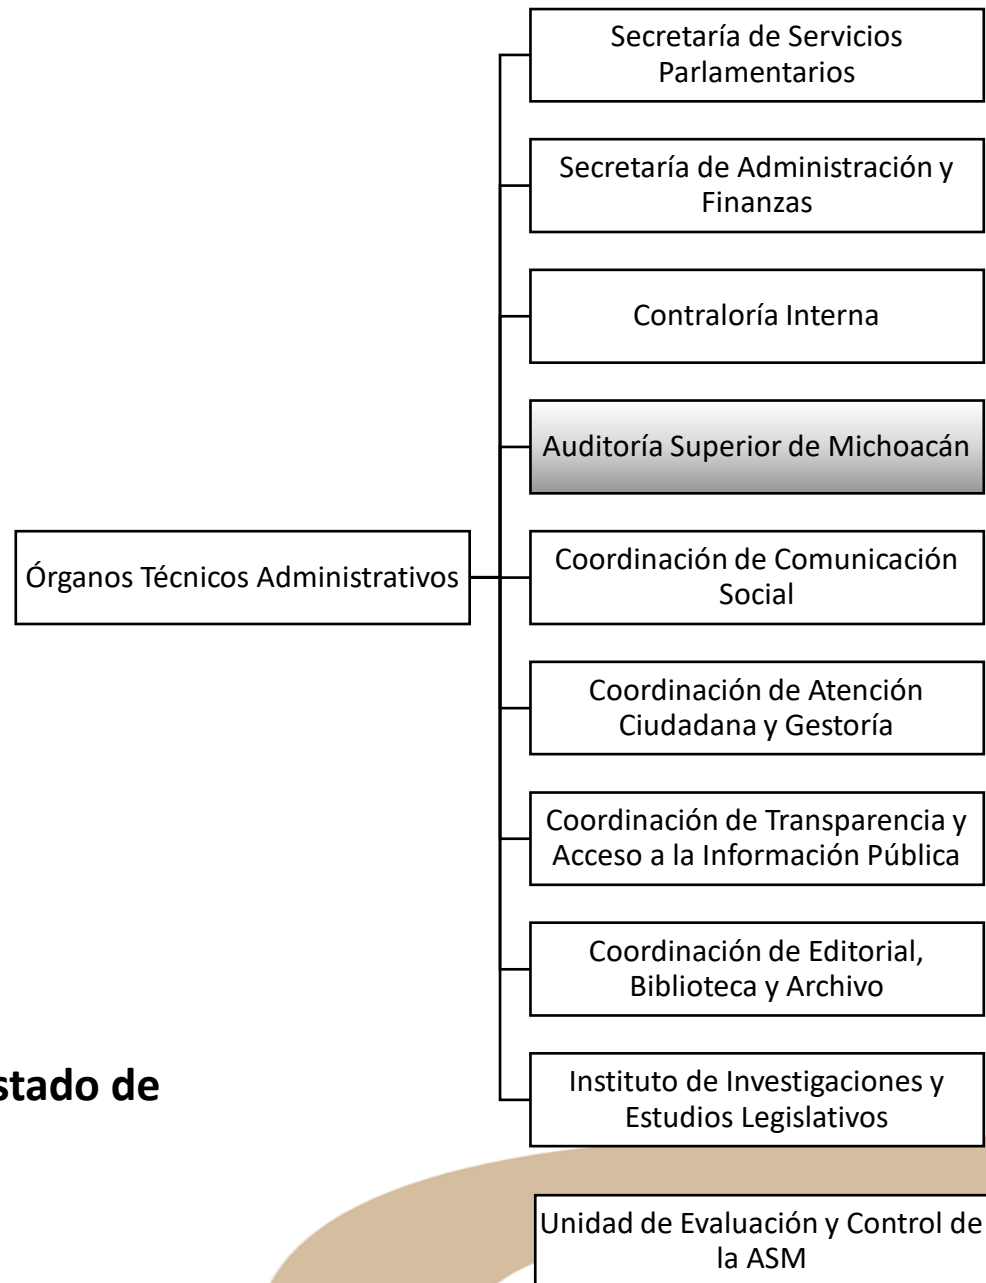 Secretaría de Servicios
Parlamentarios
Secretaría de Administración y
Finanzas
Contraloría Interna
Auditoría Superior de Michoacán
Órganos Técnicos Administrativos
Coordinación de Comunicación
Social
Coordinación de Atención
Ciudadana y Gestoría
Coordinación de Transparencia y
Acceso a la Información Pública
Coordinación de Editorial,
Biblioteca y Archivo
Instituto de Investigaciones y
Estudios Legislativos
stado de
Unidad de Evaluación y Control de
la ASM